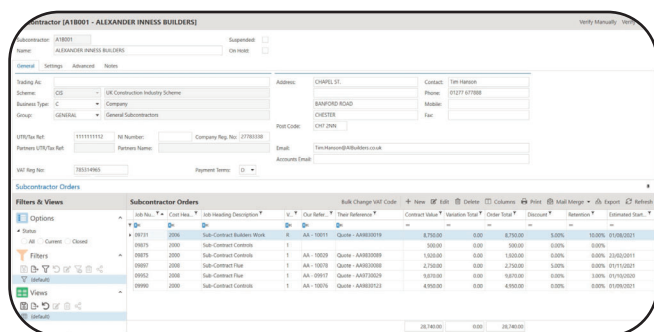 contractor [A1B001 - ALEXANDER INNESS BUILDERS] Verify Manually Verify
Subcontractor: A1B001 Suspended:
Name: ALEXANDER INNESS BUILDERS On Hold:
General Settings Advanced Notes
Trading As: Address: CHAPEL ST. Contact: Tim Hanson
Scheme: CIS UK Construction Industry Scheme Phone: 01277 677888
Business Type: C Company BANFORD ROAD Mobile:
Group: GENERAL General Subcontractors CHESTER Fax:
Post Code: CH7 2NN
UTR/Tax Ref: 1111111112 NI Number: Company Reg. No: 27765338
Partners UTR/Tax Ref: Partners Name: Email: Tim.Hanson@AIBuilders.co.uk
Accounts Email:
VAT Reg No: 785314965 Payment Terms: D
Subcontractor Orders
Filters & Views Subcontractor Orders Bulk Change VAT Code New Edit Delete Columns Print Mail Merge Export Refresh
Options Job Nu... Cost Hea... Job Heading Description V... Our Refer... Their Reference Contract Value Variation Total Order Total Discount Retention Estimated Start...
Status
All Current Closed
09731 2006 Sub-Contract Builders Work AA - 10011 Quote - AA9830019 8,750.00 0.00 8,750.00 5.00% 10.00% 01/08/2021
09875 2000 Sub-Contract Controls 1 500.00 0.00 500.00 0.00% 0.00%
Filters
09879 2000 Sub-Contract Controls 1 AA - 10029 Quote - AA9830089 1,920.00 0.00 1,920.00 0.00% 0.00% 23/02/2011
09897 2008 Sub-Contract Flue 1 AA - 10078 Quote - AA9830098 2,750.00 0.00 2,750.00 5.00% 0.00% 01/11/2021
(default)
09952 2008 Sub-Contract Flue 1 AA - 09917 Quote - AA9730029 9,870.00 0.00 9,870.00 0.00% 3.00% 01/10/2020
Views
09990 2000 Sub-Contract Controls 1 AA - 10076 Quote - AA9830123 4,950.00 0.00 4,950.00 0.00% 0.00% 01/09/2021
(default)
28,740.00 0.00 28,740.00